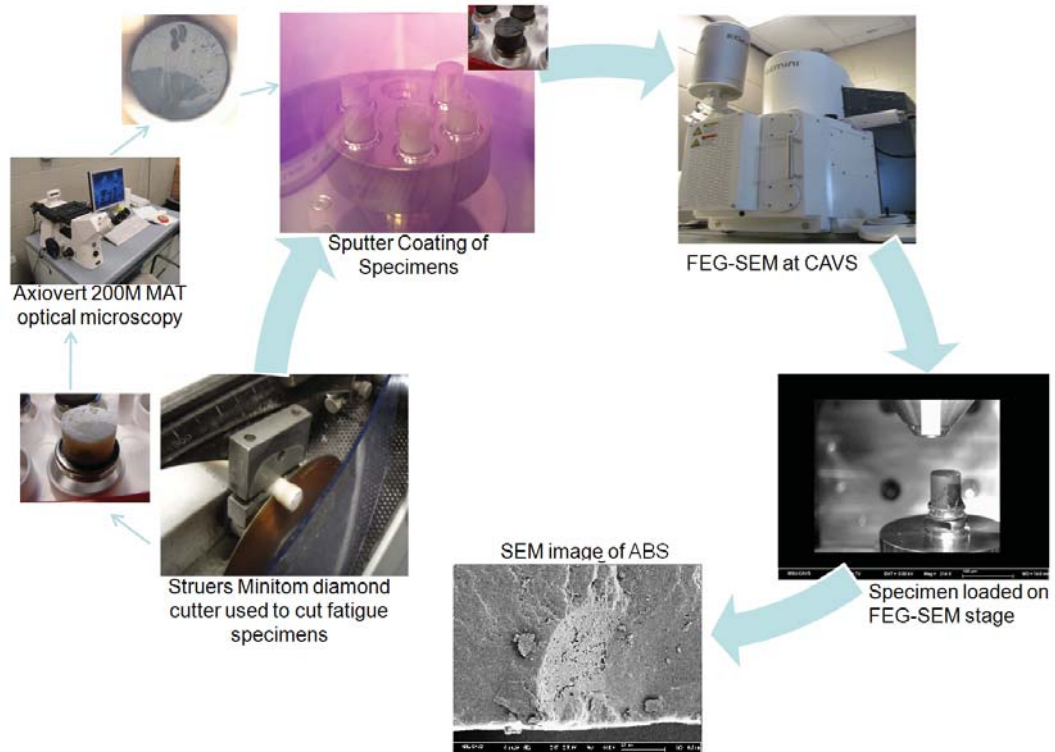 Sputter Coating of
Specimens
FEG-SEM at CAVS
Axiovert 200M MAT
optical microscopy
Struers Minitom diamond
cutter used to cut fatigue
specimens
SEM image of ABS
Specimen loaded on
FEG-SEM stage